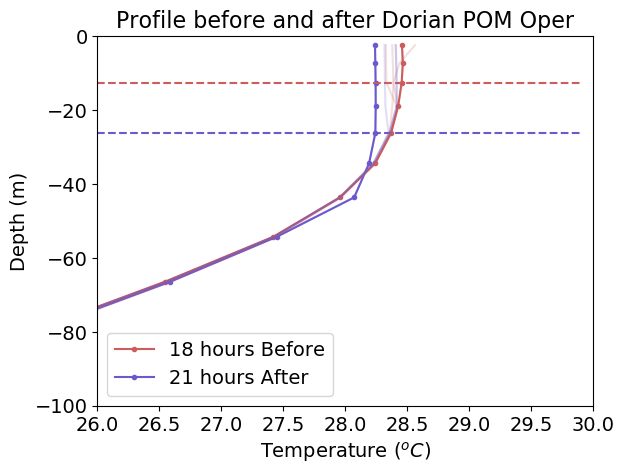 Profile before and after Dorian POM Oper
Depth (m)
0
−20
−40
−60
−80
−100
18 hours Before
21 hours After
26.0 26.5 27.0 27.5 28.0 28.5 29.0 29.5 30.0
Temperature (°C)